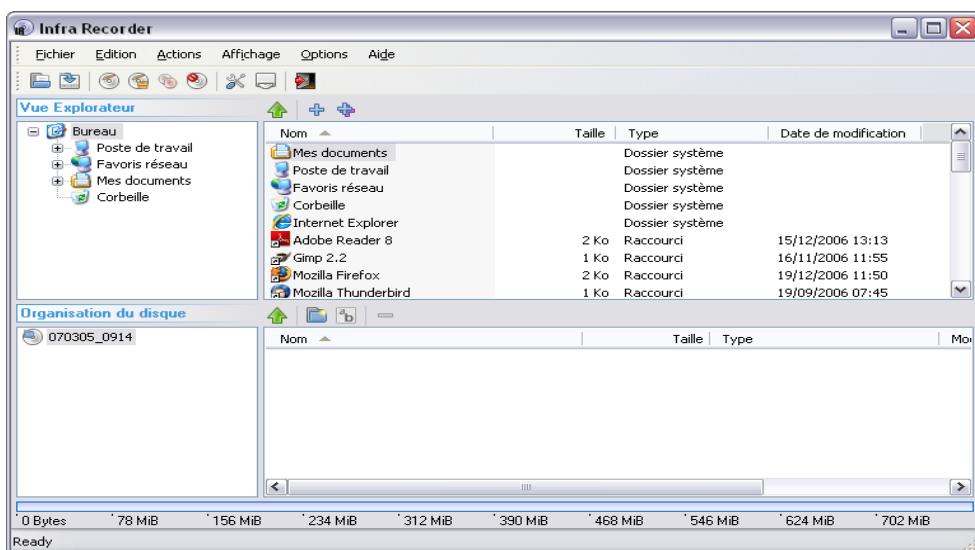 Infra Recorder
Fichier Edition Actions Affichage Options Aide
Vue Explorateur
Bureau
Poste de travail
Favoris réseau
Mes documents
Corbeille
Nom Taille Type Date de modification
Mes documents Dossier système
Poste de travail Dossier système
Favoris réseau Dossier système
Corbeille Dossier système
Internet Explorer Dossier système
Adobe Reader 8 2 Ko Raccourci 15/12/2006 13:13
Gimp 2.2 1 Ko Raccourci 16/11/2006 11:55
Mozilla Firefox 2 Ko Raccourci 19/12/2006 11:50
Mozilla Thunderbird 1 Ko Raccourci 19/09/2006 07:45
Organisation du disque
070305_0914
Nom Taille Type Mo
0 Bytes 78 MiB 156 MiB 234 MiB 312 MiB 390 MiB 468 MiB 546 MiB 624 MiB 702 MiB
Ready